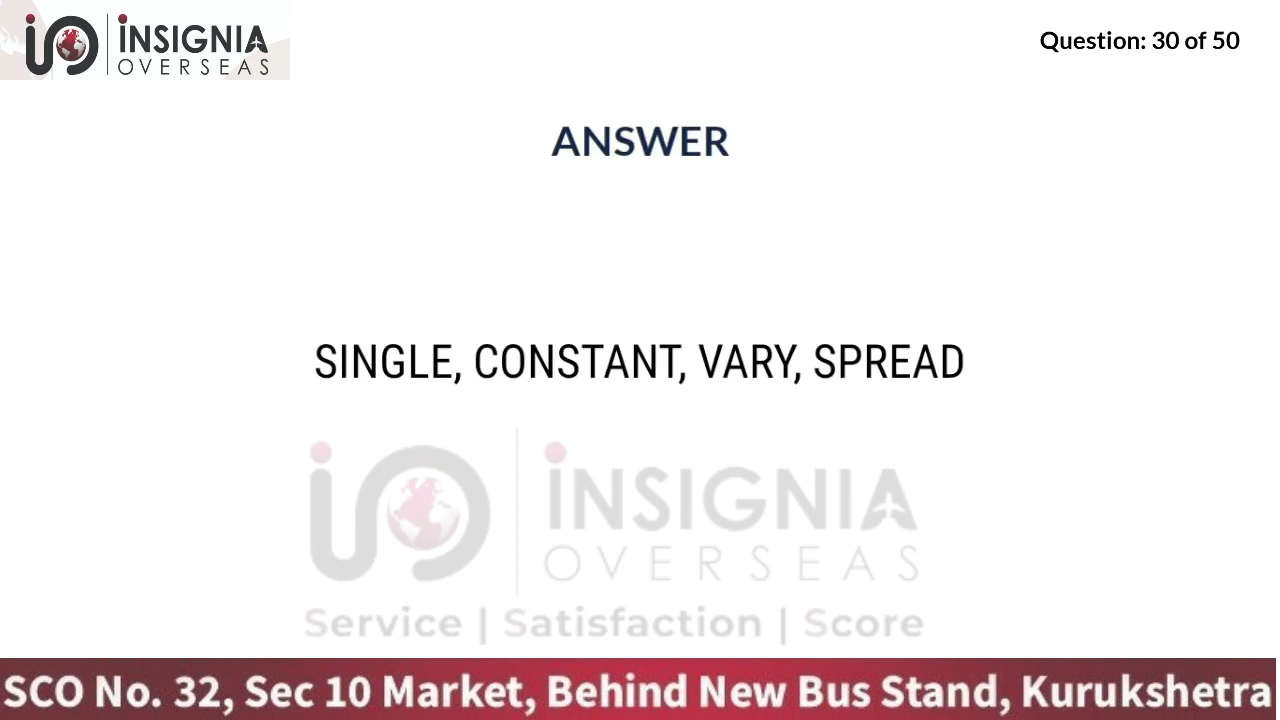 INSIGNIA
OVERSEAS
Question: 30 of 50
ANSWER
SINGLE, CONSTANT, VARY, SPREAD
INSIGNIA
OVERSEAS
Service | Satisfaction | Score
SCO No. 32, Sec 10 Market, Behind New Bus Stand, Kurukshetra